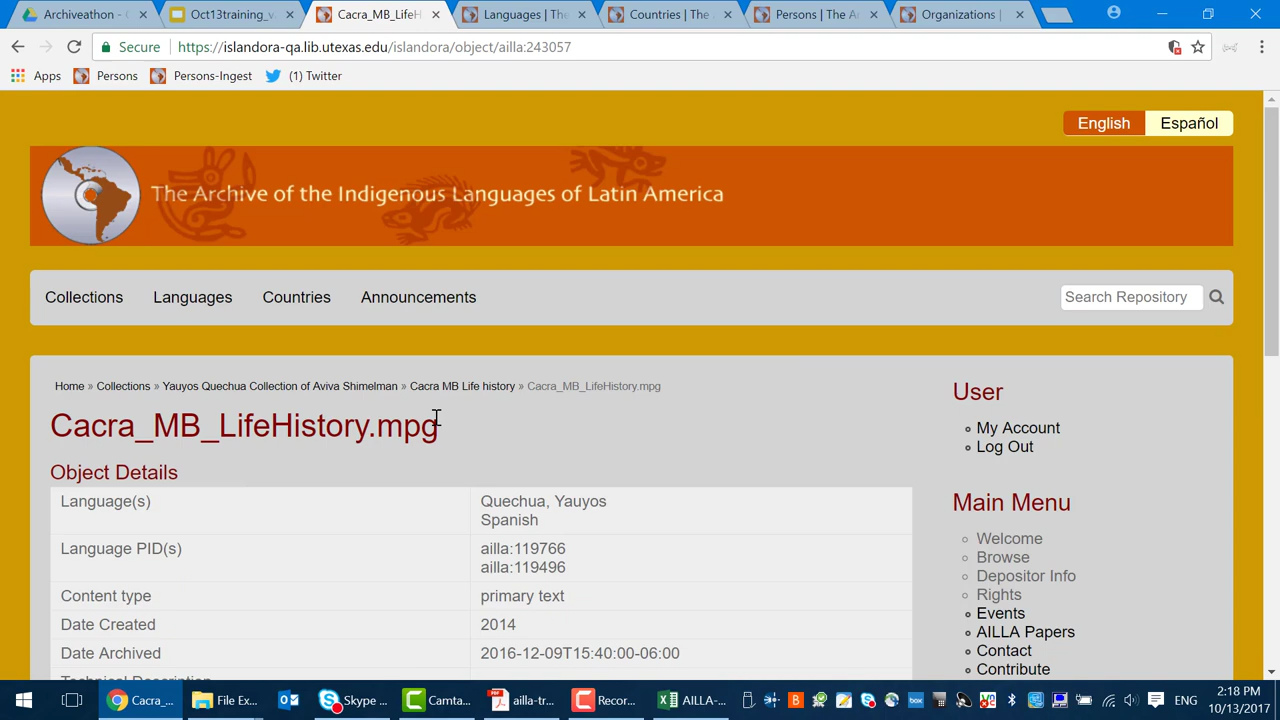 Archiveathon -
Oct13training_v
Cacra_MB_LifeH
Languages | The
Countries | The
Persons | The A
Organizations |
Secure
https://islandora-qa.lib.utexas.edu/islandora/object/ailla:243057
Apps
Persons
Persons-Ingest
(1) Twitter
English
Español
The Archive of the Indigenous Languages of Latin America
Collections
Languages
Countries
Announcements
Search Repository
Home » Collections » Yauyos Quechua Collection of Aviva Shimelman » Cacra MB Life history » Cacra_MB_LifeHistory.mpg
Cacra_MB_LifeHistory.mpg
Object Details
Language(s)
Quechua, Yauyos
Spanish
Language PID(s)
ailla:119766
ailla:119496
Content type
primary text
Date Created
2014
Date Archived
2016-12-09T15:40:00-06:00
User
My Account
Log Out
Main Menu
Welcome
Browse
Depositor Info
Rights
Events
AILLA Papers
Contact
Contribute
Cacra_...
File Ex...
Skype ...
Camta...
ailla-tr...
Recor...
AILLA-...
ENG
2:18 PM
10/13/2017